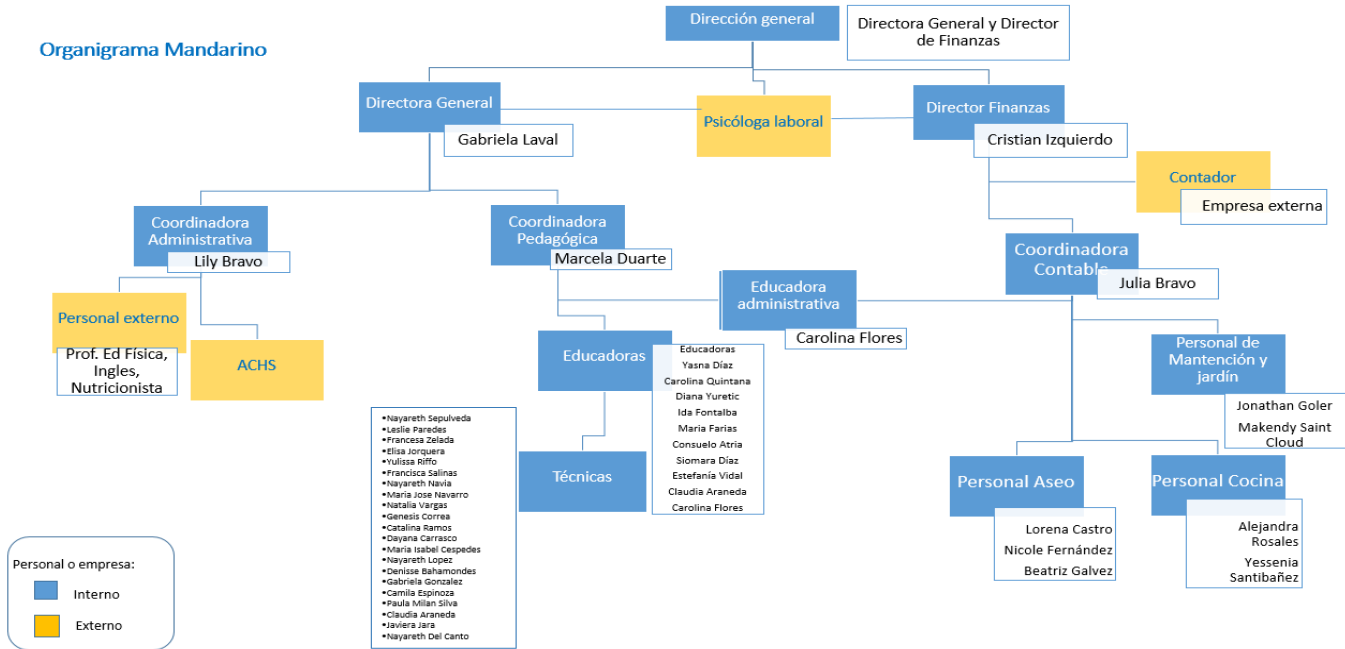 Organigrama Mandarino
Dirección general
Directora General y Director
de Finanzas
Directora General
Gabriela Laval
Psicóloga laboral
Director Finanzas
Cristian Izquierdo
Contador
Empresa externa
Coordinadora
Administrativa
Lily Bravo
Coordinadora
Pedagógica
Marcela Duarte
Coordinadora
Contable
Julia Bravo
Educadora
administrativa
Carolina Flores
Personal externo
Prof. Ed Física,
Ingles,
Nutricionista
ACHS
Educadoras
Educadoras
Yasna Díaz
Carolina Quintana
Diana Yuretic
Ida Fontalba
Maria Farias
Consuelo Atria
Siomara Díaz
Estefanía Vidal
Claudia Araneda
Carolina Flores
Personal de
Mantención y
jardín
Jonathan Goler
Makendy Saint
Cloud
•Nayareth Sepulveda
•Leslie Paredes
•Francesa Zelada
•Elisa Jorquera
•Yulissa Riffo
•Francisca Salinas
•Nayareth Navia
•Maria Jose Navarro
•Natalia Vargas
•Genesis Correa
•Catalina Ramos
•Dayana Carrasco
•Maria Isabel Cespedes
•Nayareth Lopez
•Denisse Bahamondes
•Gabriela Gonzalez
•Camila Espinoza
•Paula Milan Silva
•Claudia Araneda
•Javiera Jara
•Nayareth Del Canto
Técnicas
Personal Aseo
Lorena Castro
Nicole Fernández
Beatriz Galvez
Personal Cocina
Alejandra
Rosales
Yessenia
Santibañez
Personal o empresa:
Interno
Externo